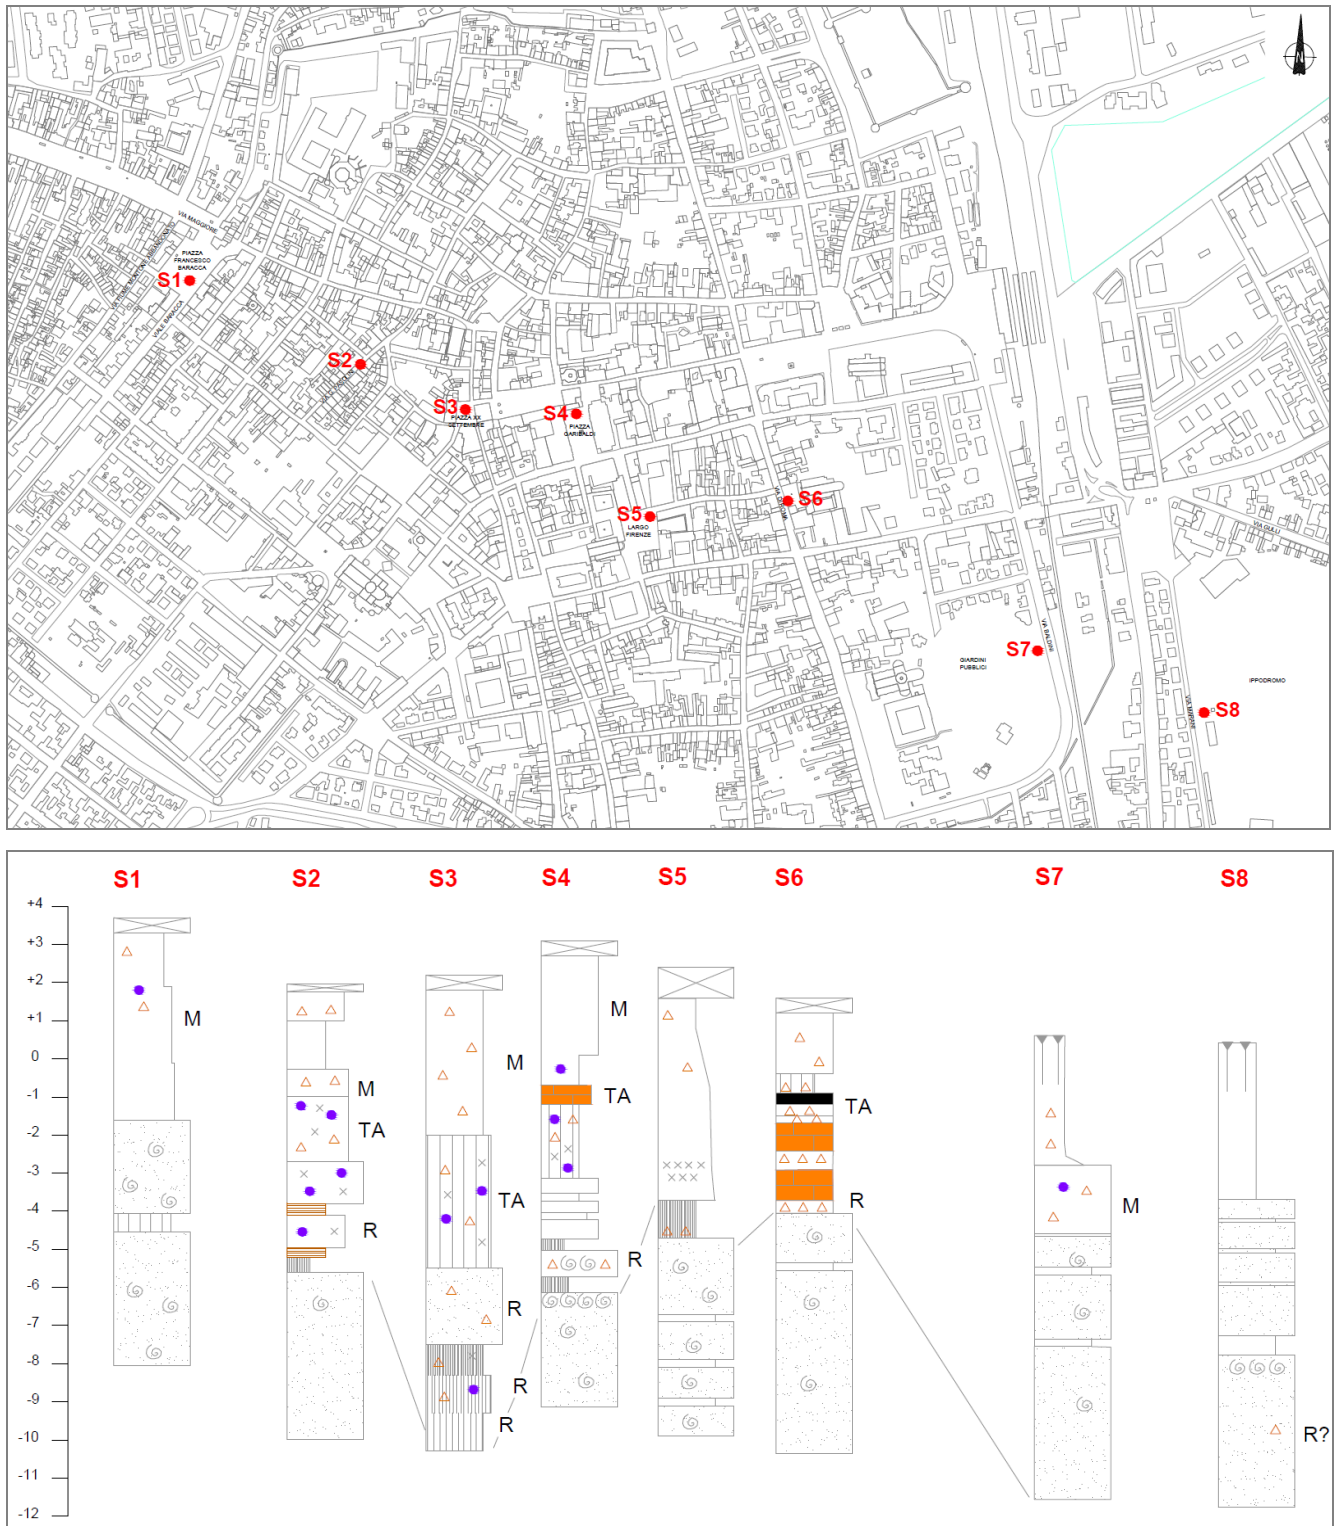 N
VIA MAGGIORE
PIAZZA
FRANCESCO
BARACCA
S1
VIALE BARACCA
S2
S3
PIAZZA XX
SETTEMBRE
S4
PIAZZA
GARIBALDI
S5
LARGO
FIRENZE
S6
VIA GULLI
S7
VIA BALDINI
GIARDINI
PUBBLICI
IPPODROMO
S8
S1
S2
S3
S4
S5
S6
S7
S8
+4
+3
+2
+1
0
-1
-2
-3
-4
-5
-6
-7
-8
-9
-10
-11
-12
M
M
TA
R
M
TA
R
R
R
M
TA
R
TA
R
M
R?